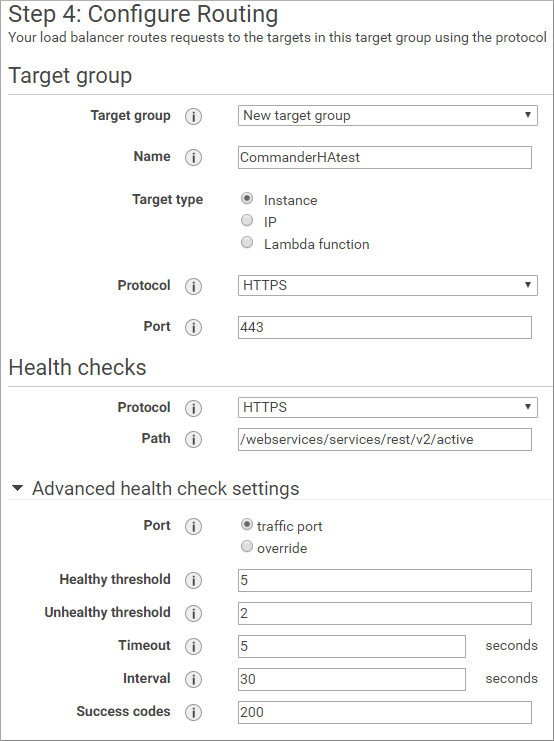 Step 4: Configure Routing
Your load balancer routes requests to the targets in this target group using the protocol
Target group
Target group i New target group
Name i CommanderHAtest
Target type i Instance
IP
Lambda function
Protocol i HTTPS
Port i 443
Health checks
Protocol i HTTPS
Path i /webservices/services/rest/v2/active
Advanced health check settings
Port i traffic port
override
Healthy threshold i 5
Unhealthy threshold i 2
Timeout i 5 seconds
Interval i 30 seconds
Success codes i 200